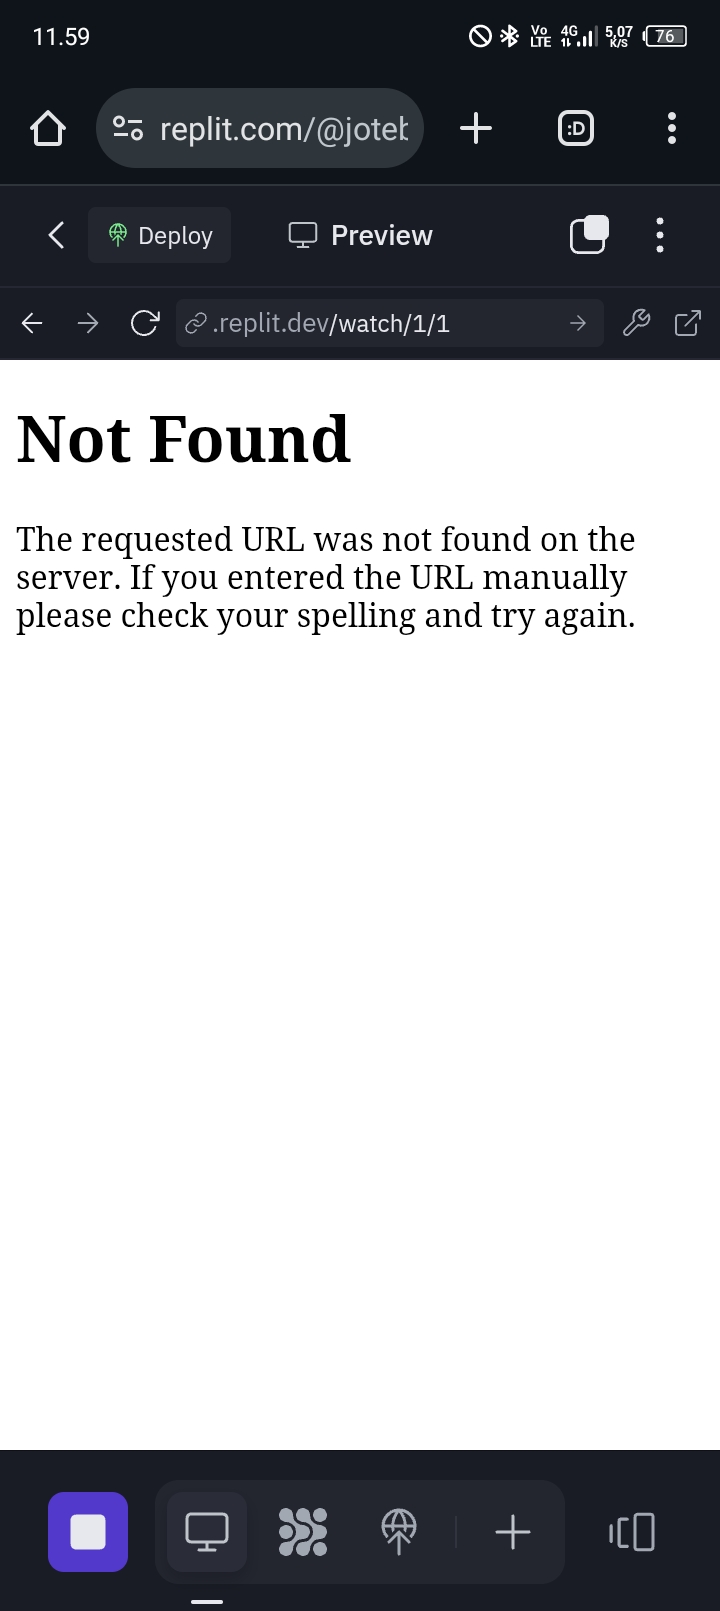 11.59
Vo LTE 4G 5,07 K/S 76
replit.com/@joteb
:D
Deploy
Preview
.replit.dev/watch/1/1
Not Found
The requested URL was not found on the
server. If you entered the URL manually
please check your spelling and try again.